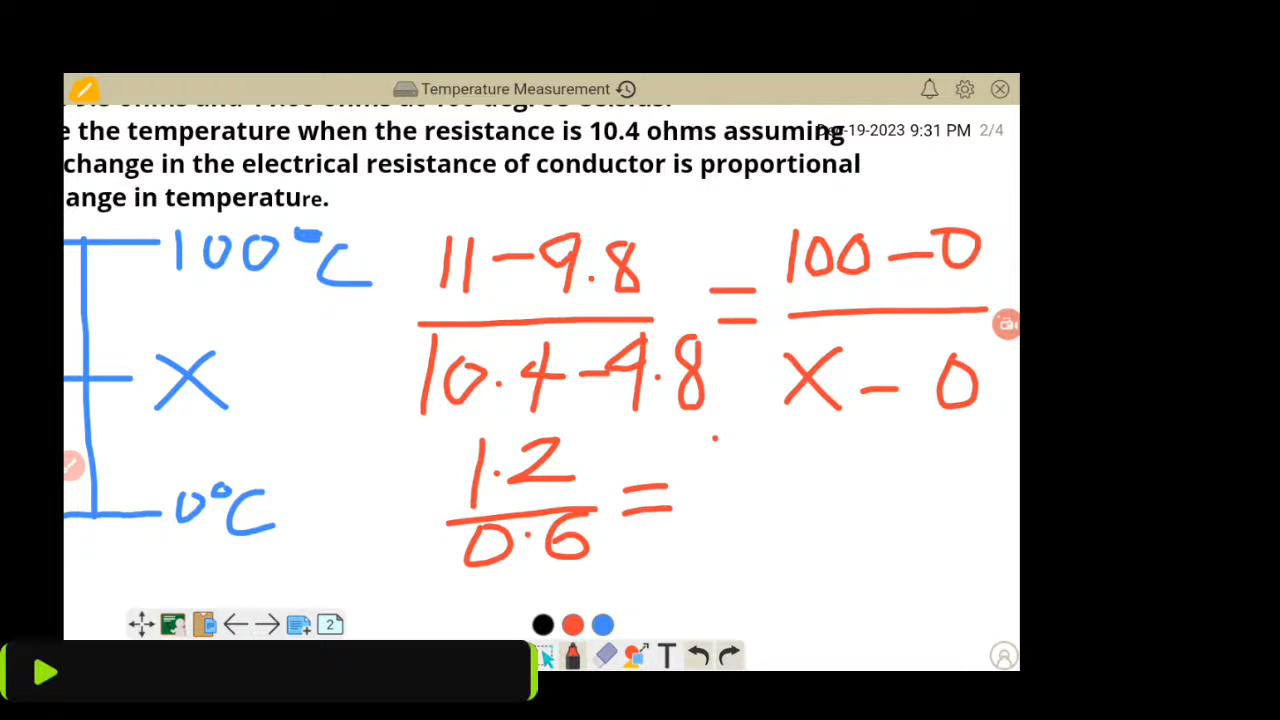 Temperature Measurement
e the temperature when the resistance is 10.4 ohms assuming
Dec-19-2023 9:31 PM 2/4
change in the electrical resistance of conductor is proportional
ange in temperature.
100°C
11-9.8 = 100-0
10.4-9.8 X-0
X
1.2 =
0.6
0°C
2
T